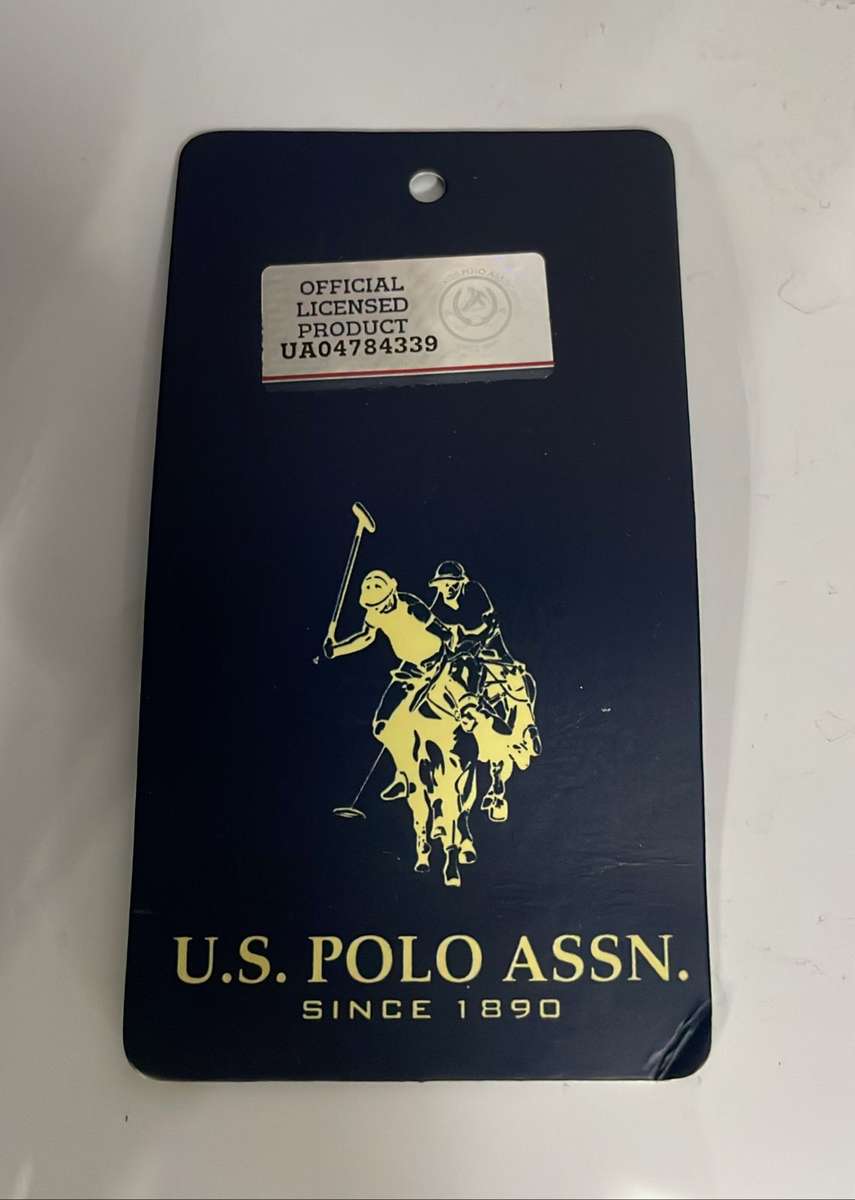 OFFICIAL
LICENSED
PRODUCT
UA04784339
U.S. POLO ASSN.
SINCE 1890